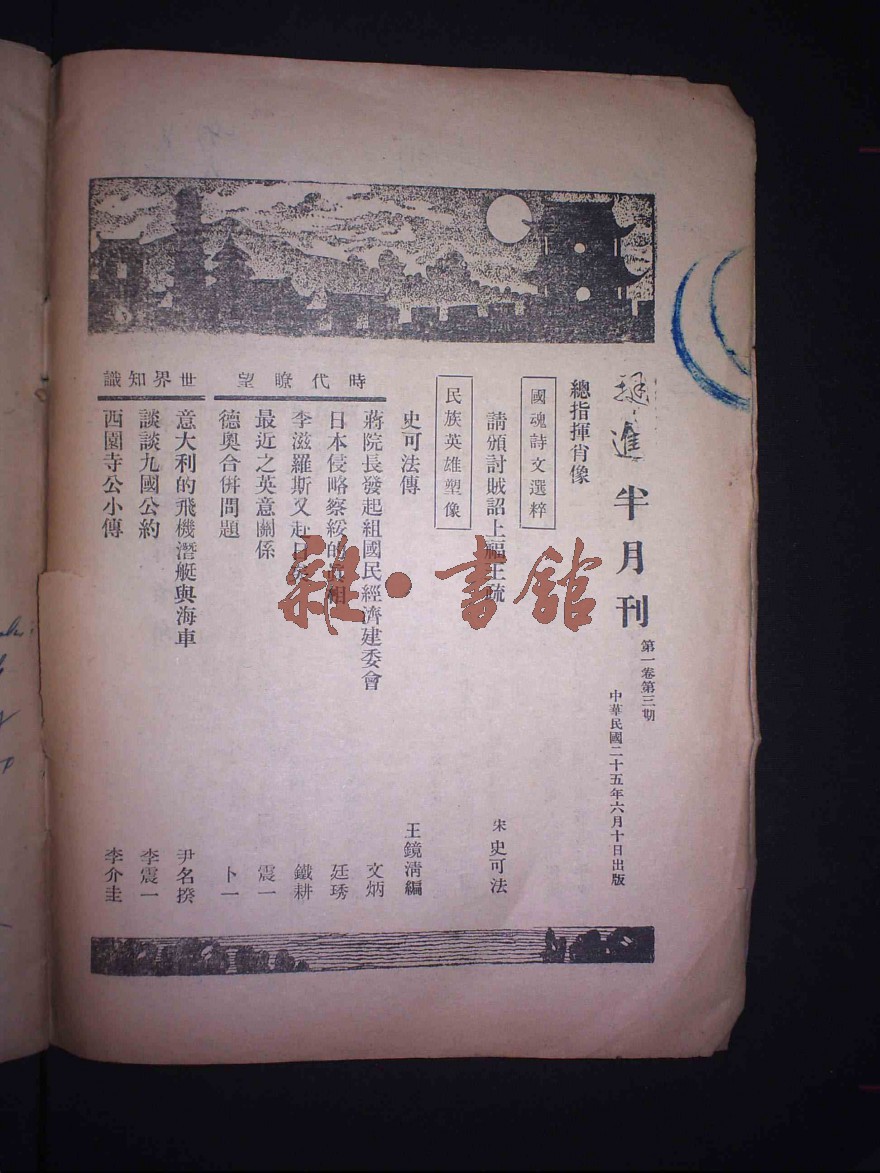 挺進半月刊
第一卷第三期
中華民國二十五年六月十日出版
總指揮肖像
國魂詩文選粹
請頒討賊詔上福王疏 宋 史可法
民族英雄塑像
史可法傳 王鏡清編
時代瞭望
蔣院長發起組國民經濟建委會 文炳
日本侵略察綏的真相 廷琇
李滋羅斯又赴日 鐵耕
最近之英意關係 震一
德奧合併問題 卜一
世界知識
意大利的飛機潛艇與海車 尹名揆
談談九國公約 李震一
西園寺公小傳 李介圭
雜·書館